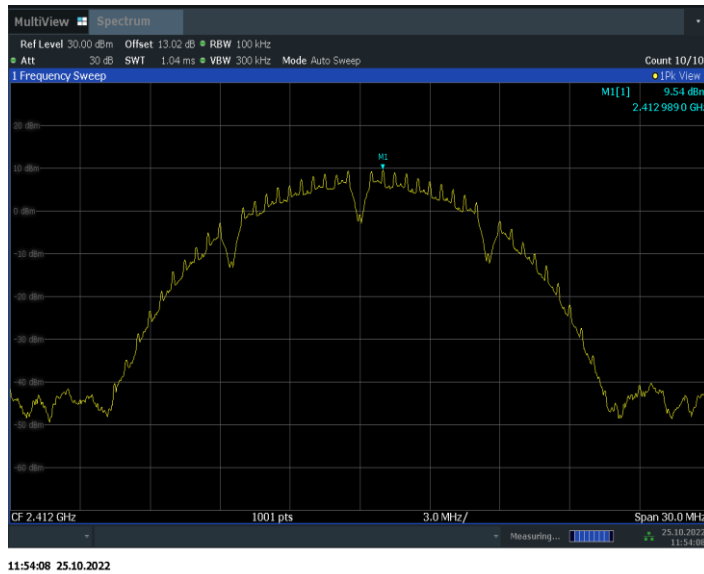 MultiView Spectrum
Ref Level 30.00 dBm Offset 13.02 dB RBW 100 kHz
Att 30 dB SWT 1.04 ms VBW 300 kHz Mode Auto Sweep Count 10/10
1 Frequency Sweep 1Pk View
M1[1] 9.54 dBm
2.412 989 0 GHz
20 dBm
M1
10 dBm
0 dBm
-10 dBm
-20 dBm
-30 dBm
-40 dBm
-50 dBm
-60 dBm
CF 2.412 GHz 1001 pts 3.0 MHz/ Span 30.0 MHz
Measuring... 25.10.2022
11:54:08
11:54:08 25.10.2022